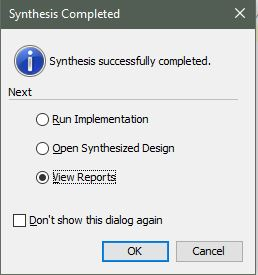 Synthesis Completed
Synthesis successfully completed.
Next
Run Implementation
Open Synthesized Design
View Reports
Don't show this dialog again
OK
Cancel